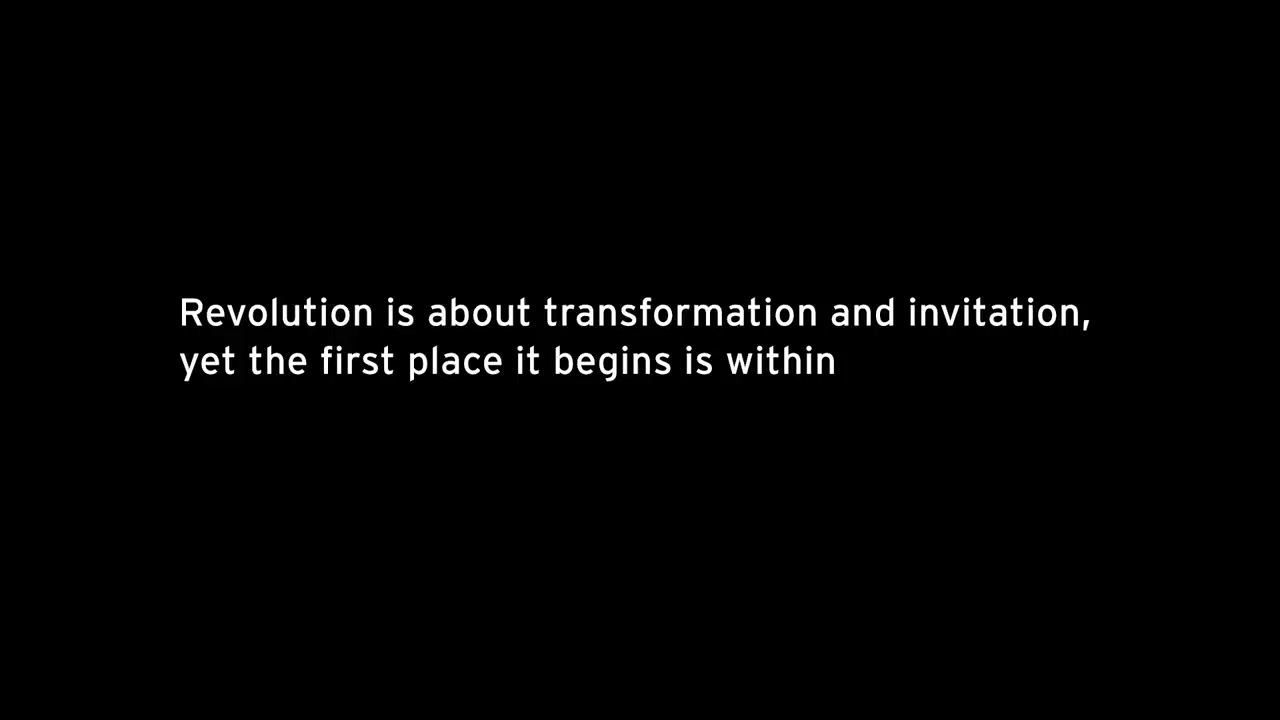 Revolution is about transformation and invitation,
yet the first place it begins is within